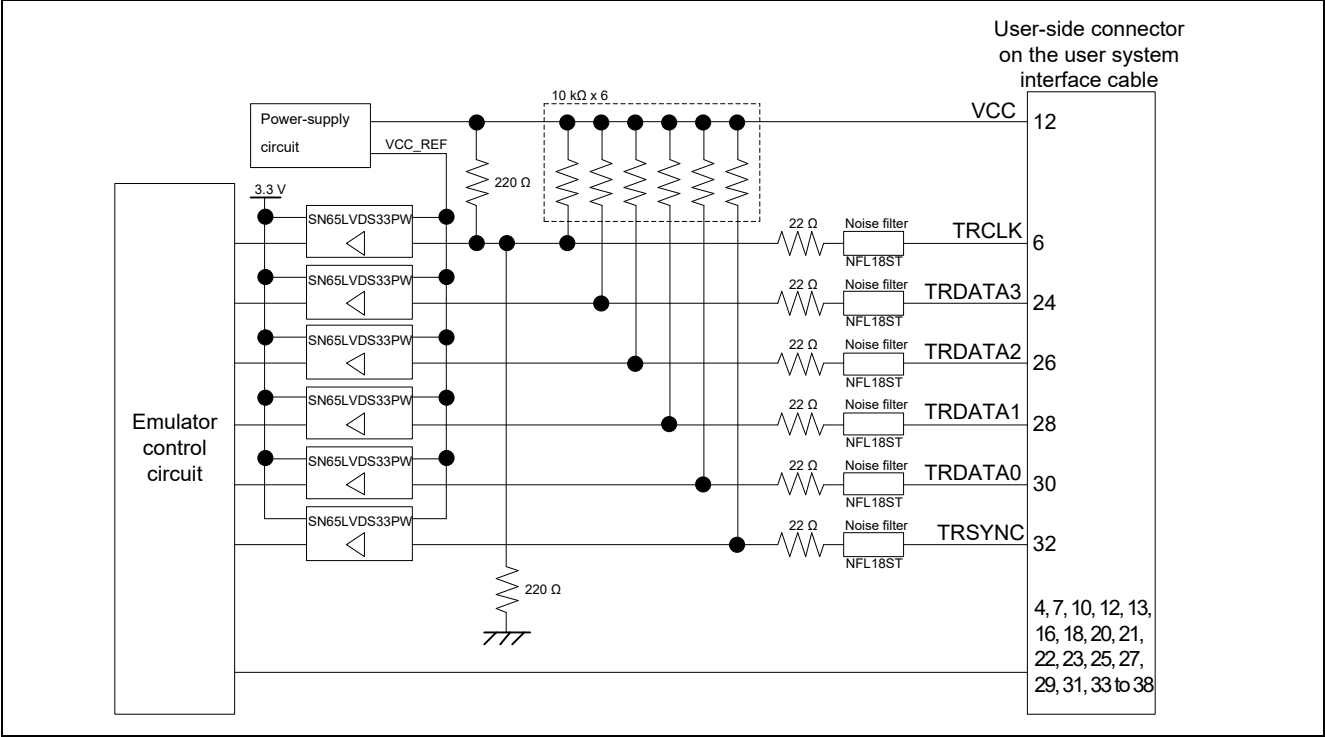 User-side connector
on the user system
interface cable
10 kΩ x 6
VCC
12
Power-supply
circuit
VCC_REF
220 Ω
3.3 V
SN65LVDS33PW
22 Ω
Noise filter
TRCLK
6
NFL18ST
SN65LVDS33PW
22 Ω
Noise filter
TRDATA3
24
NFL18ST
SN65LVDS33PW
22 Ω
Noise filter
TRDATA2
26
NFL18ST
SN65LVDS33PW
22 Ω
Noise filter
TRDATA1
28
NFL18ST
Emulator
control
circuit
SN65LVDS33PW
22 Ω
Noise filter
TRDATA0
30
NFL18ST
SN65LVDS33PW
22 Ω
Noise filter
TRSYNC
32
NFL18ST
220 Ω
4, 7, 10, 12, 13,
16, 18, 20, 21,
22, 23, 25, 27,
29, 31, 33 to 38